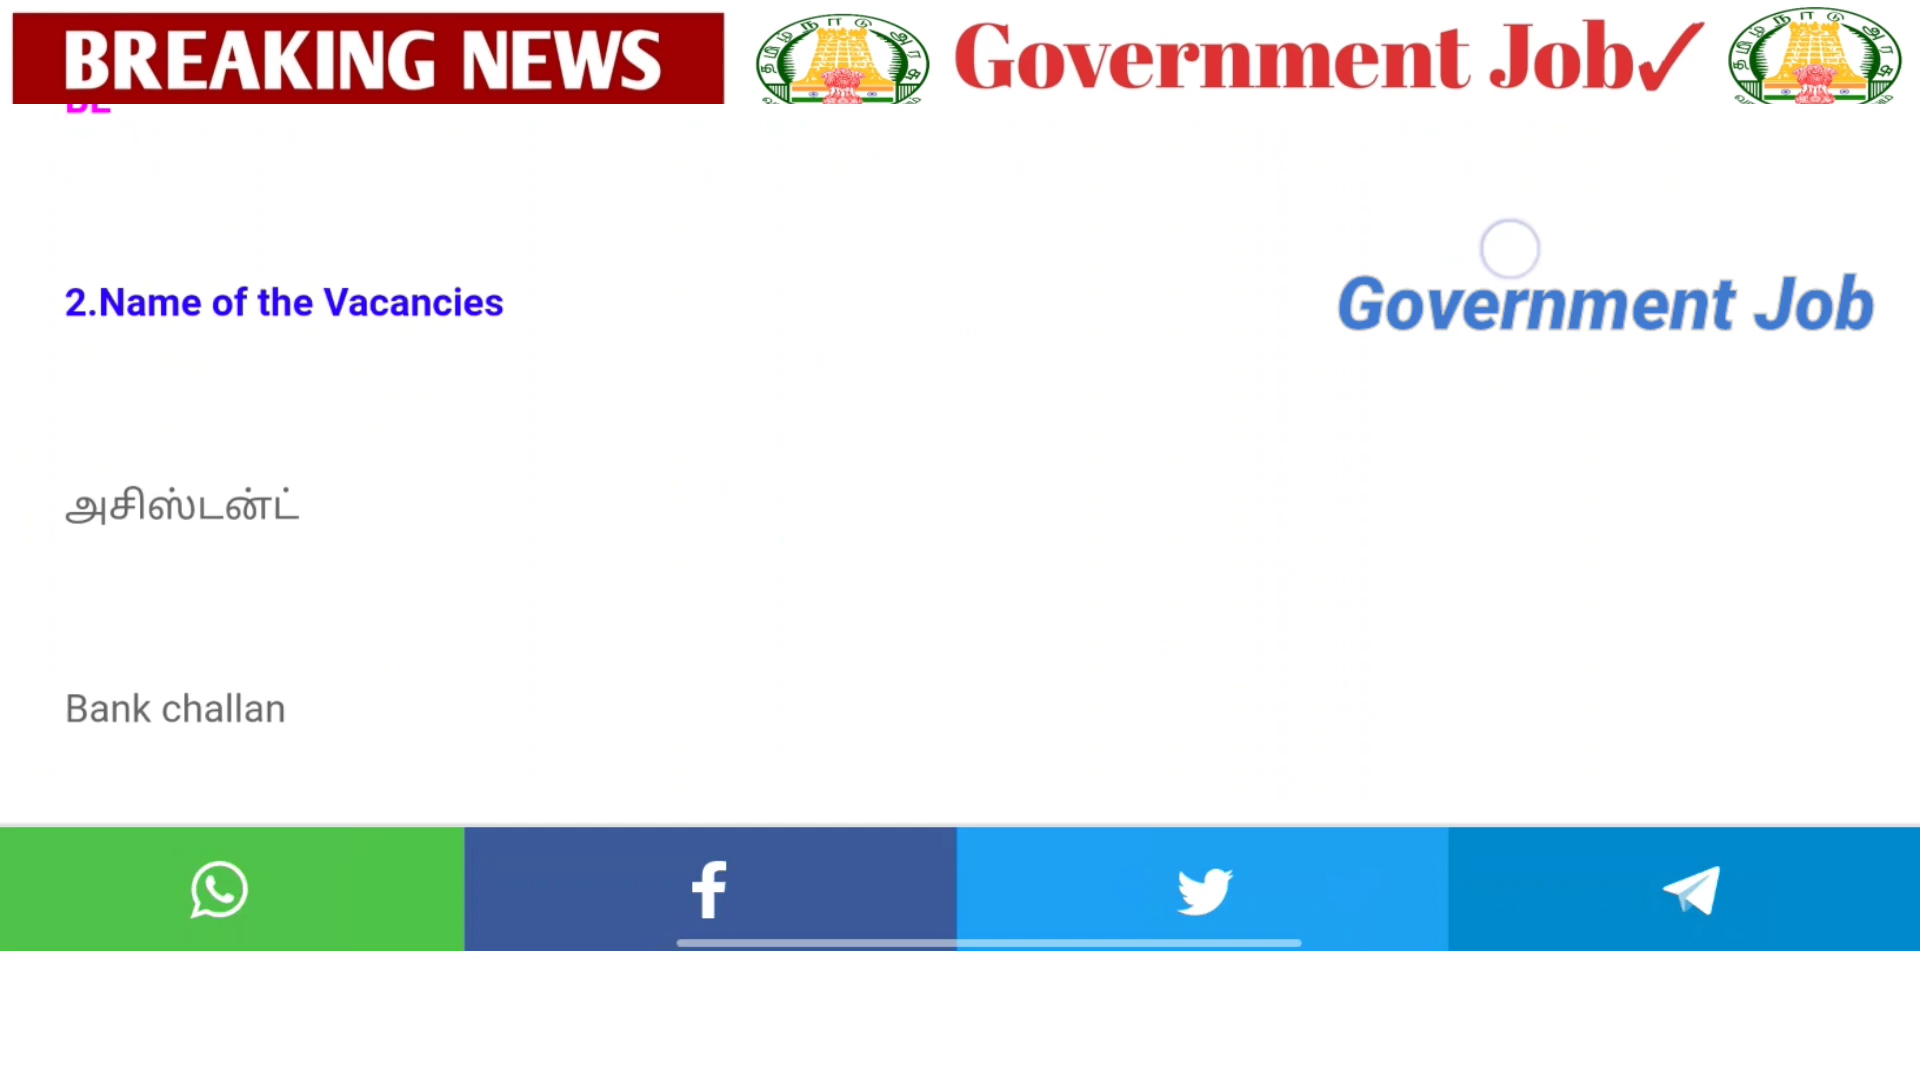 BREAKING NEWS
Government Job✓
2.Name of the Vacancies
Government Job
அசிஸ்டன்ட்
Bank challan